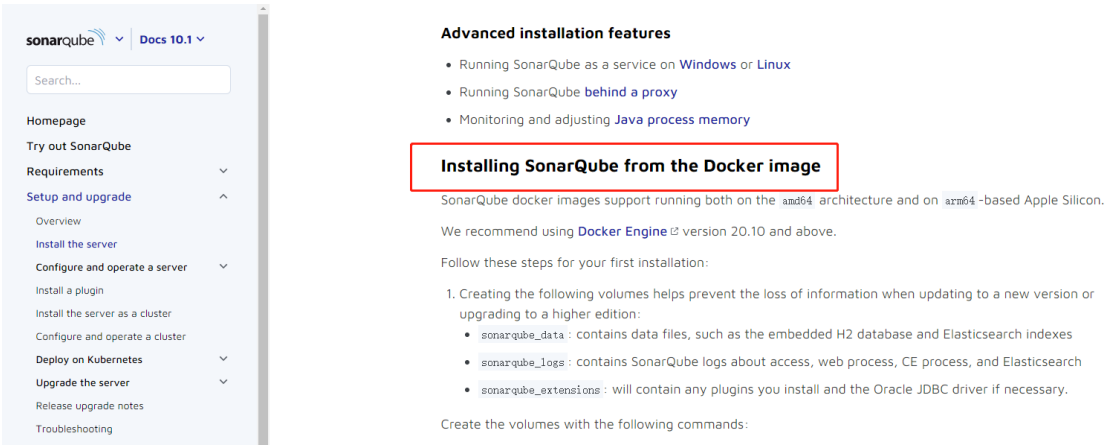 sonarqube Docs 10.1
Search...
Homepage
Try out SonarQube
Requirements
Setup and upgrade
Overview
Install the server
Configure and operate a server
Install a plugin
Install the server as a cluster
Configure and operate a cluster
Deploy on Kubernetes
Upgrade the server
Release upgrade notes
Troubleshooting
Advanced installation features
• Running SonarQube as a service on Windows or Linux
• Running SonarQube behind a proxy
• Monitoring and adjusting Java process memory
Installing SonarQube from the Docker image
SonarQube docker images support running both on the amd64 architecture and on arm64-based Apple Silicon.
We recommend using Docker Engine version 20.10 and above.
Follow these steps for your first installation:
1. Creating the following volumes helps prevent the loss of information when updating to a new version or
upgrading to a higher edition:
• sonarqube_data: contains data files, such as the embedded H2 database and Elasticsearch indexes
• sonarqube_logs: contains SonarQube logs about access, web process, CE process, and Elasticsearch
• sonarqube_extensions: will contain any plugins you install and the Oracle JDBC driver if necessary.
Create the volumes with the following commands: